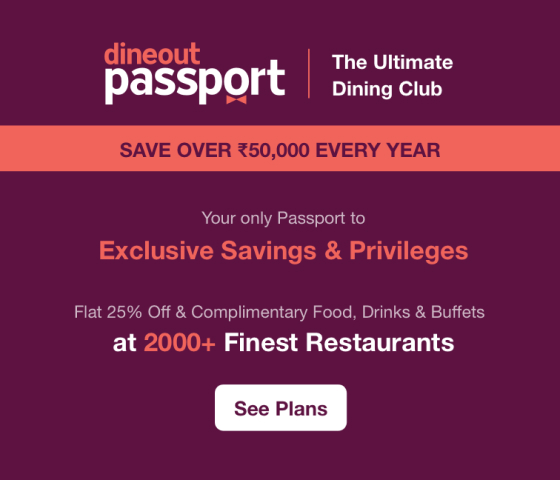 dineout
passport
The Ultimate
Dining Club
SAVE OVER ₹50,000 EVERY YEAR
Your only Passport to
Exclusive Savings & Privileges
Flat 25% Off & Complimentary Food, Drinks & Buffets
at 2000+ Finest Restaurants
See Plans